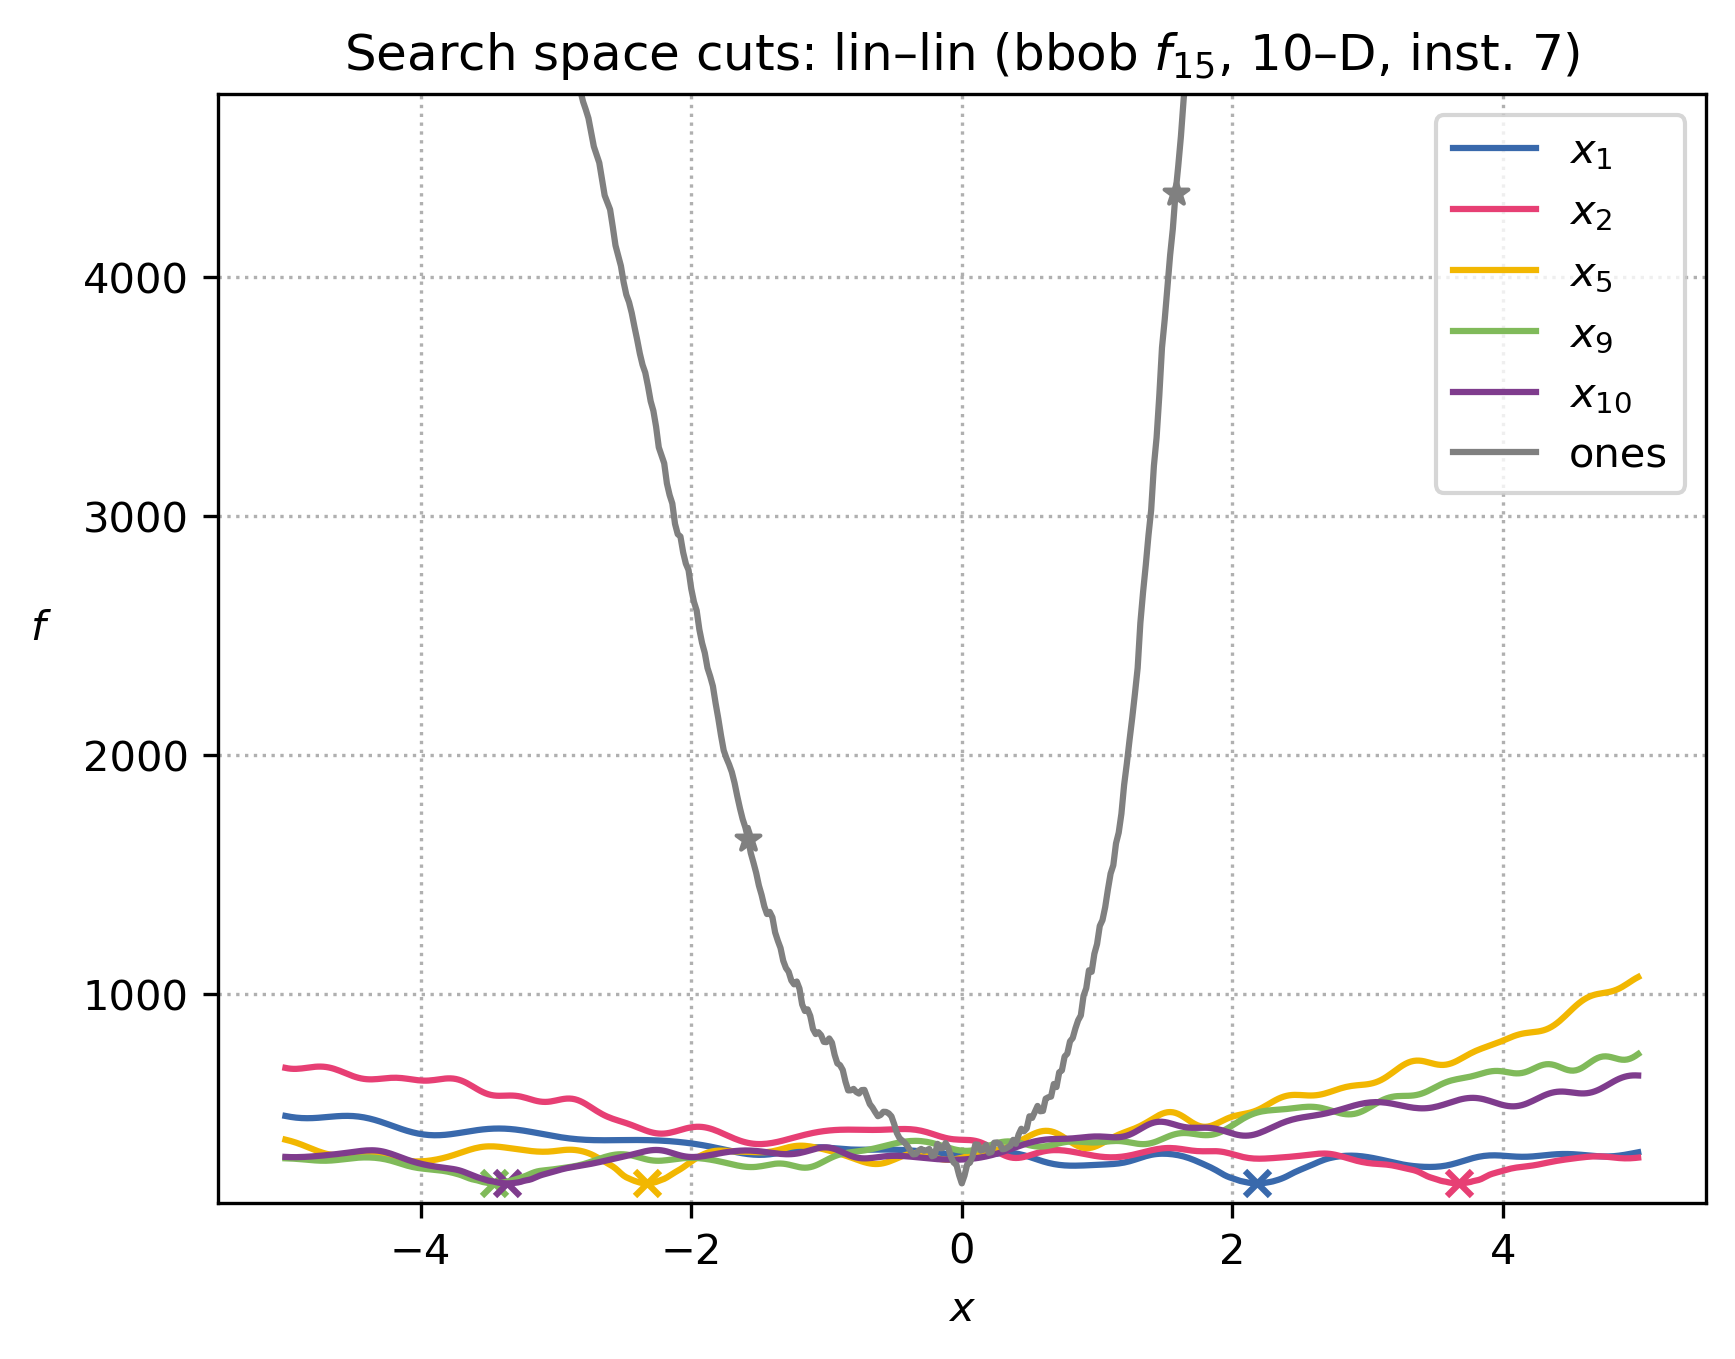 Search space cuts: lin–lin (bbob f₁₅, 10–D, inst. 7)
x₁
x₂
x₅
x₉
x₁₀
ones
4000
3000
2000
1000
f
−4 −2 0 2 4
x